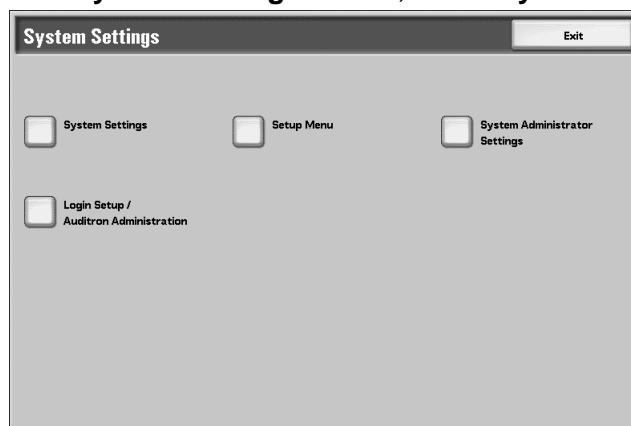 System Settings
Exit
System Settings
Setup Menu
System Administrator
Settings
Login Setup /
Auditron Administration